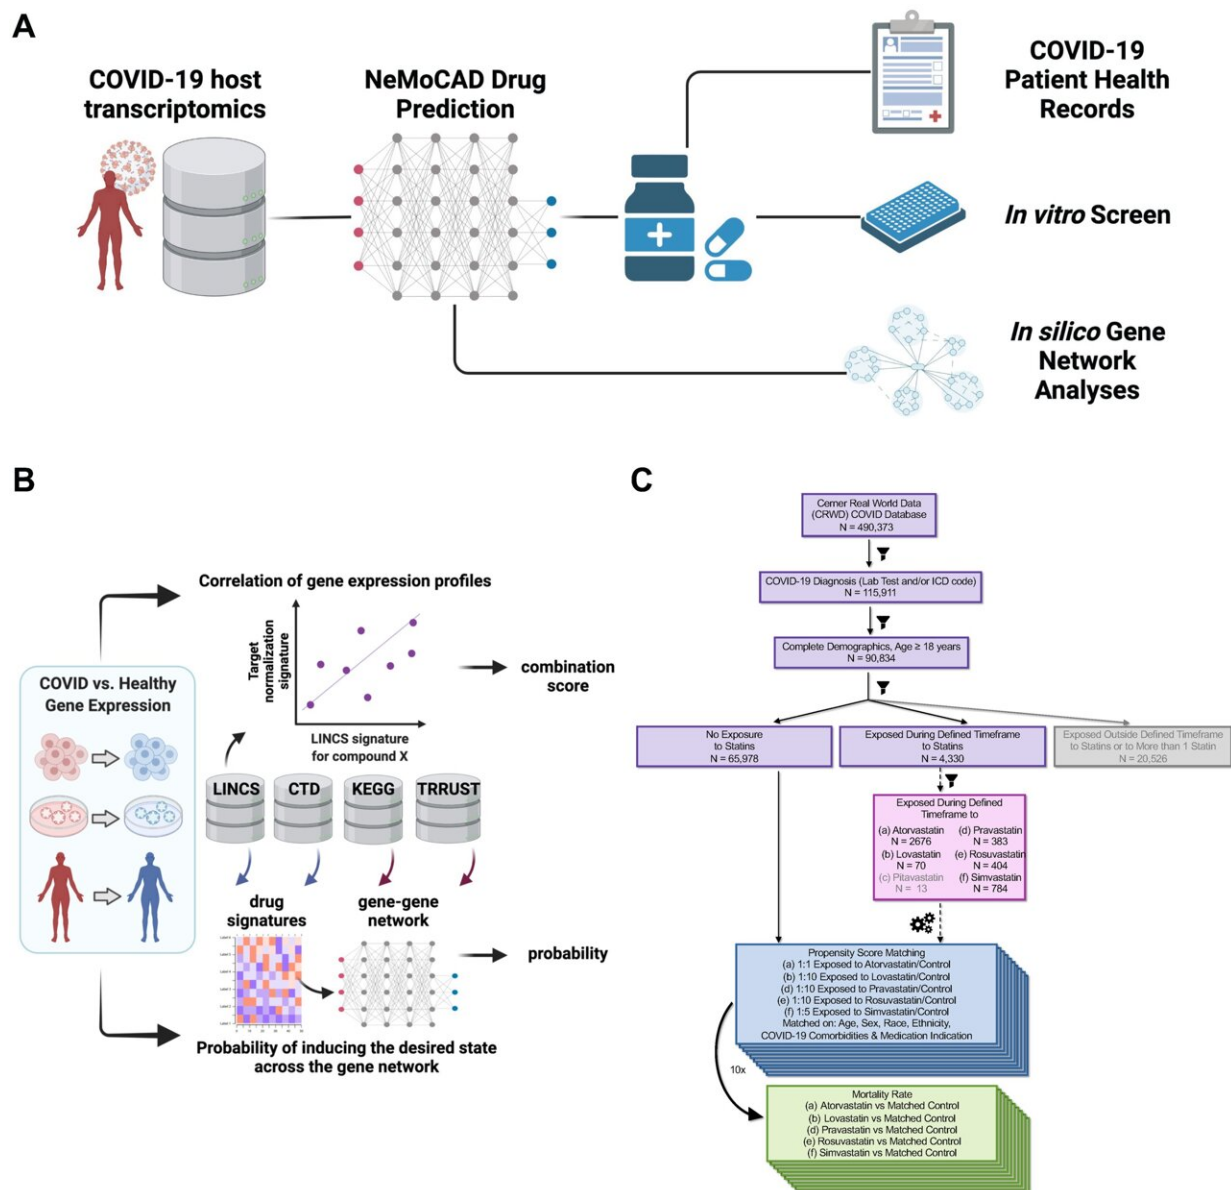 A
COVID-19 host
transcriptomics
NeMoCAD Drug
Prediction
COVID-19
Patient Health
Records
In vitro Screen
In silico Gene
Network
Analyses
B
Correlation of gene expression profiles
Target
normalization
signature
LINCS signature
for compound X
combination
score
COVID vs. Healthy
Gene Expression
LINCS
CTD
KEGG
TRRUST
drug
signatures
gene-gene
network
probability
Probability of inducing the desired state
across the gene network
C
Cerner Real World Data
(CRWD) COVID Database
N = 490,373
COVID-19 Diagnosis (Lab Test and/or ICD code)
N = 115,911
Complete Demographics, Age ≥ 18 years
N = 90,834
No Exposure
to Statins
N = 65,978
Exposed During Defined Timeframe
to Statins
N = 4,330
Exposed Outside Defined Timeframe
to Statins or to More than 1 Statin
N = 20,526
Exposed During Defined
Timeframe to
(a) Atorvastatin
N = 2676
(b) Lovastatin
N = 70
(c) Pitavastatin
N = 13
(d) Pravastatin
N = 383
(e) Rosuvastatin
N = 404
(f) Simvastatin
N = 784
Propensity Score Matching
(a) 1:1 Exposed to Atorvastatin/Control
(b) 1:10 Exposed to Lovastatin/Control
(d) 1:10 Exposed to Pravastatin/Control
(e) 1:10 Exposed to Rosuvastatin/Control
(f) 1:5 Exposed to Simvastatin/Control
Matched on: Age, Sex, Race, Ethnicity,
COVID-19 Comorbidities & Medication Indication
10x
Mortality Rate
(a) Atorvastatin vs Matched Control
(b) Lovastatin vs Matched Control
(d) Pravastatin vs Matched Control
(e) Rosuvastatin vs Matched Control
(f) Simvastatin vs Matched Control